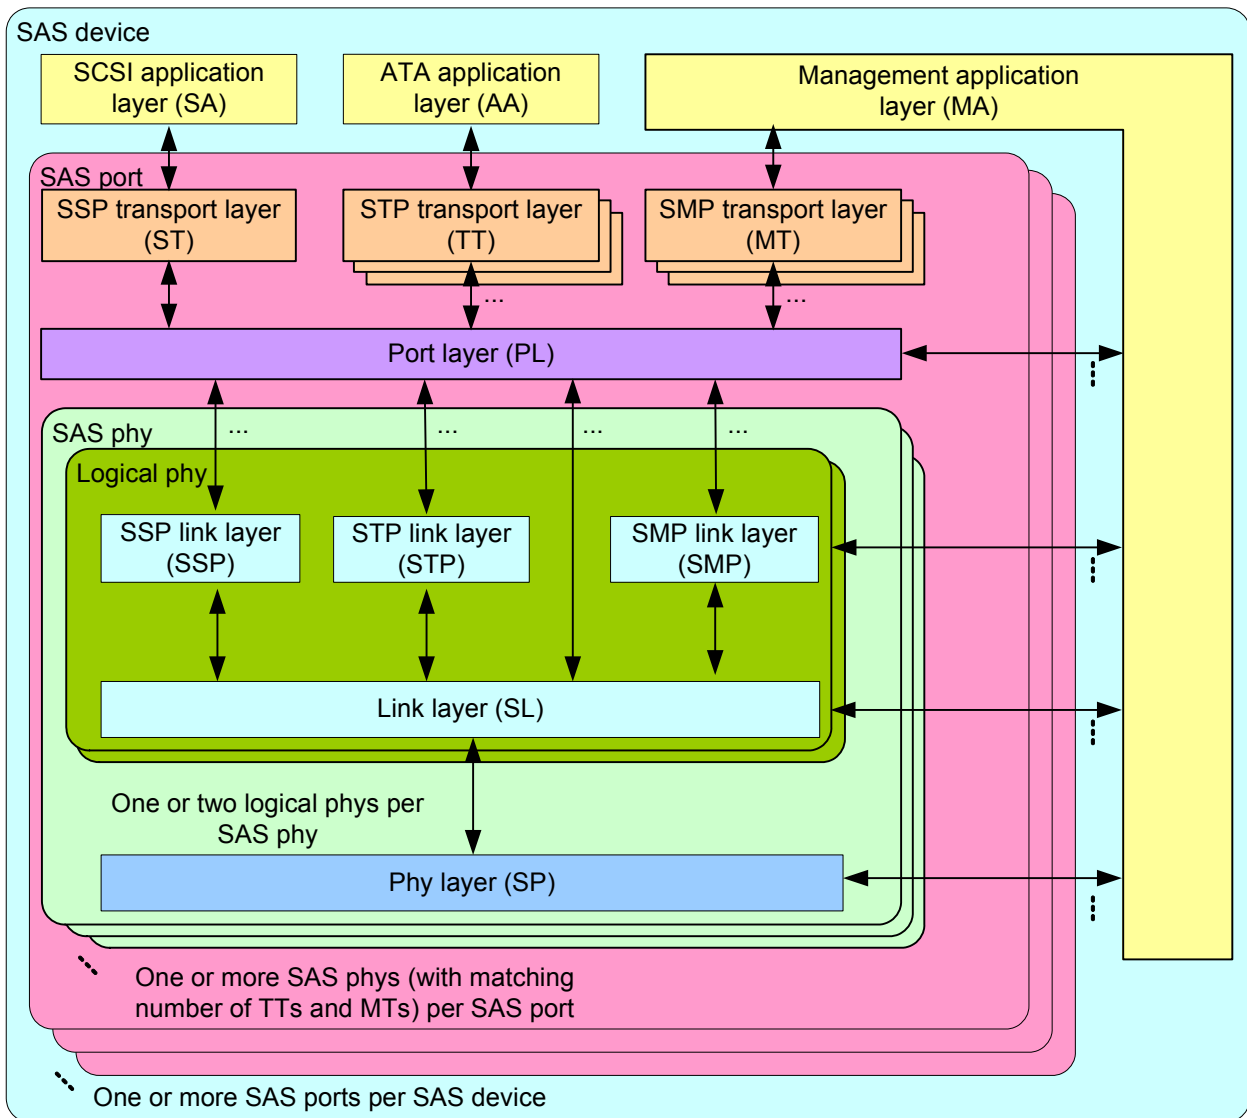 SAS device
SCSI application
layer (SA)
ATA application
layer (AA)
Management application
layer (MA)
SAS port
SSP transport layer
(ST)
STP transport layer
(TT)
SMP transport layer
(MT)
...
...
Port layer (PL)
...
...
...
...
SAS phy
Logical phy
SSP link layer
(SSP)
STP link layer
(STP)
SMP link layer
(SMP)
Link layer (SL)
One or two logical phys per
SAS phy
Phy layer (SP)
One or more SAS phys (with matching
number of TTs and MTs) per SAS port
One or more SAS ports per SAS device